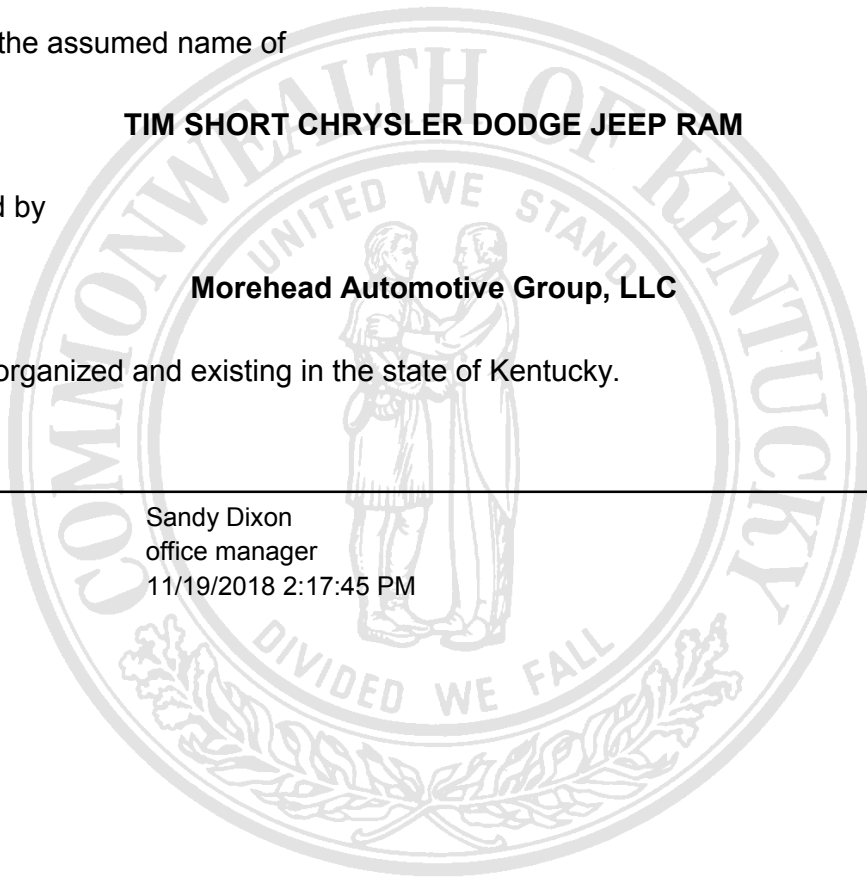 the assumed name of
TIM SHORT CHRYSLER DODGE JEEP RAM
d by
Morehead Automotive Group, LLC
organized and existing in the state of Kentucky.
Sandy Dixon
office manager
11/19/2018 2:17:45 PM
COMMONWEALTH OF KENTUCKY
UNITED WE STAND
DIVIDED WE FALL